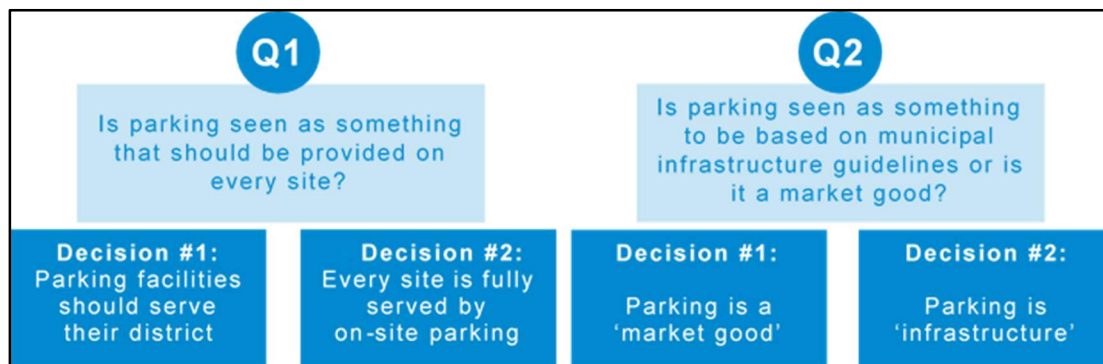 Q1
Is parking seen as something
that should be provided on
every site?
Decision #1:
Parking facilities
should serve
their district
Decision #2:
Every site is fully
served by
on-site parking
Q2
Is parking seen as something
to be based on municipal
infrastructure guidelines or is
it a market good?
Decision #1:
Parking is a
‘market good’
Decision #2:
Parking is
‘infrastructure’